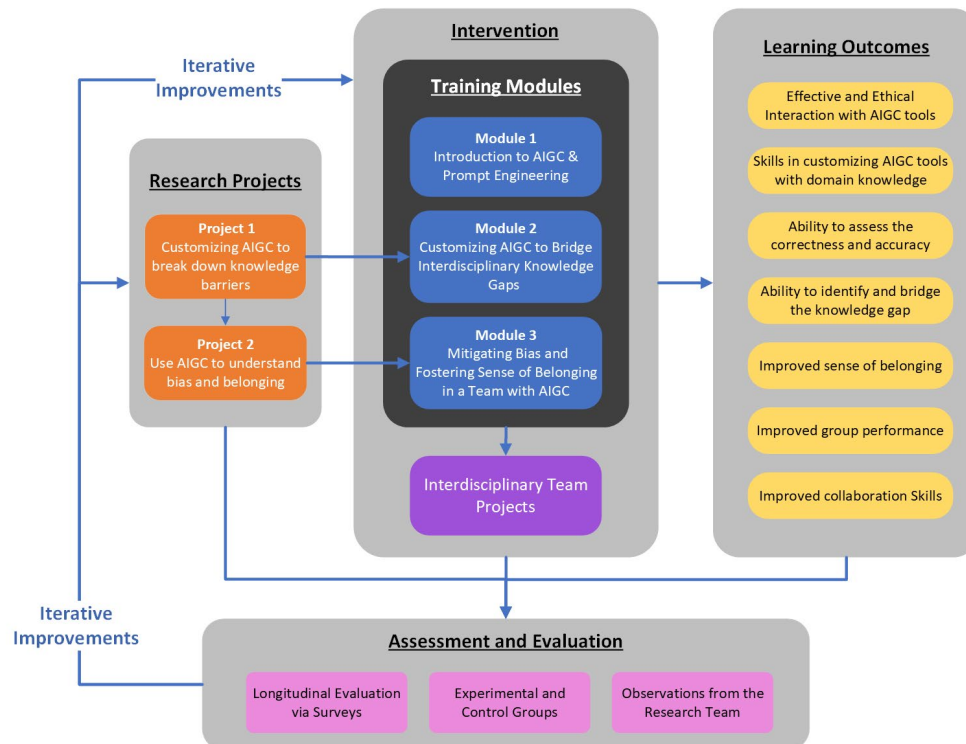 Iterative
Improvements
Research Projects
Project 1
Customizing AIGC to
break down knowledge
barriers
Project 2
Use AIGC to understand
bias and belonging
Intervention
Training Modules
Module 1
Introduction to AIGC &
Prompt Engineering
Module 2
Customizing AIGC to Bridge
Interdisciplinary Knowledge
Gaps
Module 3
Mitigating Bias and
Fostering Sense of Belonging
in a Team with AIGC
Interdisciplinary Team
Projects
Learning Outcomes
Effective and Ethical
Interaction with AIGC tools
Skills in customizing AIGC tools
with domain knowledge
Ability to assess the
correctness and accuracy
Ability to identify and bridge
the knowledge gap
Improved sense of belonging
Improved group performance
Improved collaboration Skills
Iterative
Improvements
Assessment and Evaluation
Longitudinal Evaluation
via Surveys
Experimental and
Control Groups
Observations from the
Research Team